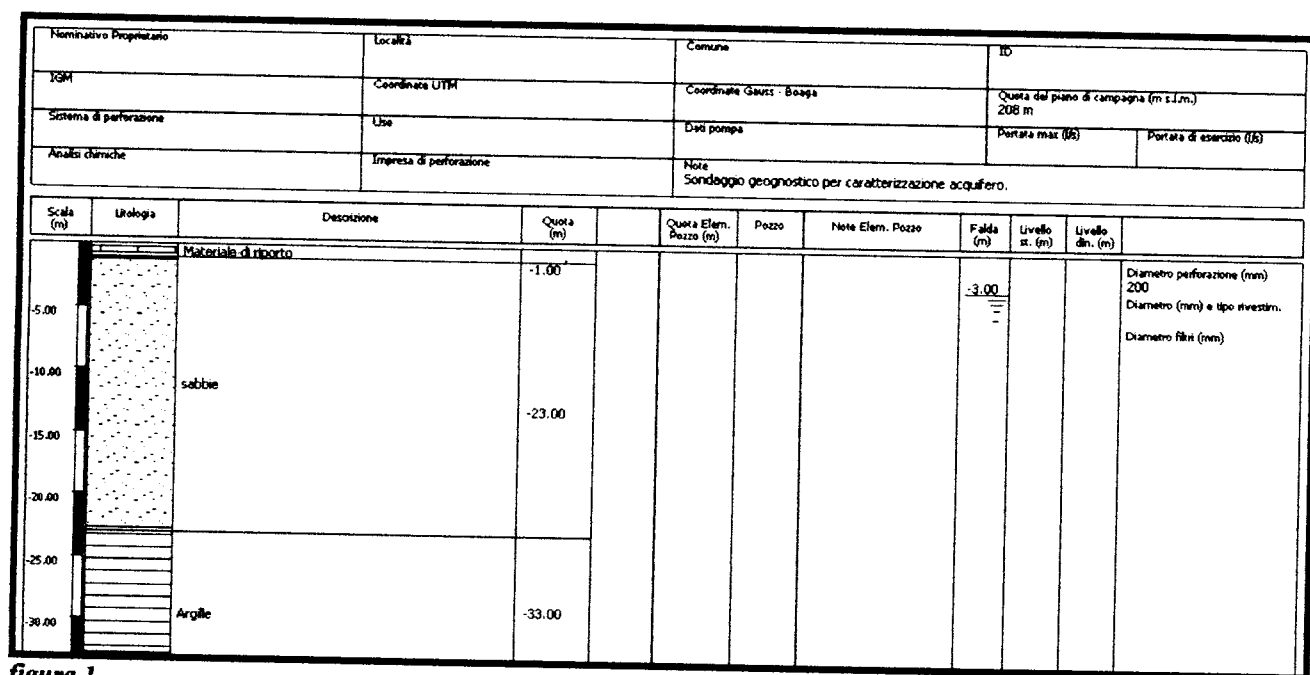 Nominativo Proprietario
Località
Comune
ID
IGM
Coordinate UTM
Coordinate Gauss - Boaga
Quota del piano di campagna (m s.l.m.)
208 m
Sistema di perforazione
Uso
Dati pompa
Portata max (l/s)
Portata di esercizio (l/s)
Analisi chimiche
Impresa di perforazione
Note
Sondaggio geognostico per caratterizzazione acquifero.
Scala
(m)
Litologia
Descrizione
Quota
(m)
Quota Elem.
Pozzo (m)
Pozzo
Note Elem. Pozzo
Falda
(m)
Livello
st. (m)
Livello
din. (m)
Materiale di riporto
-1.00
-3.00
Diametro perforazione (mm)
200
Diametro (mm) e tipo rivestim.
Diametro filtri (mm)
-5.00
-10.00
sabbie
-23.00
-15.00
-20.00
-25.00
Argille
-33.00
-30.00
figura 1